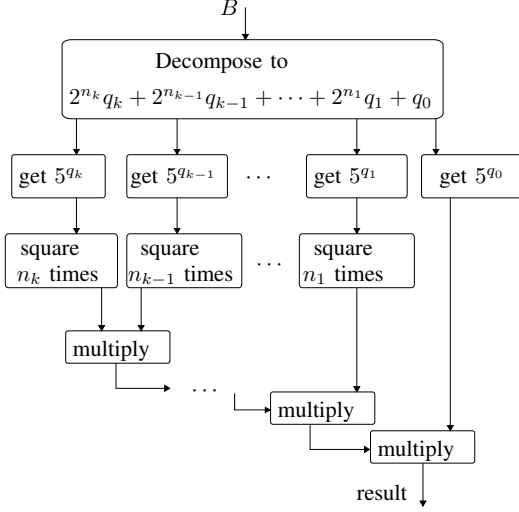 B
Decompose to
2^{n_k}q_k + 2^{n_{k-1}}q_{k-1} + ⋯ + 2^{n_1}q_1 + q_0
get 5^{q_k} get 5^{q_{k-1}} ... get 5^{q_1} get 5^{q_0}
square square square
n_k times n_{k-1} times ... n_1 times
multiply
...
multiply
multiply
result